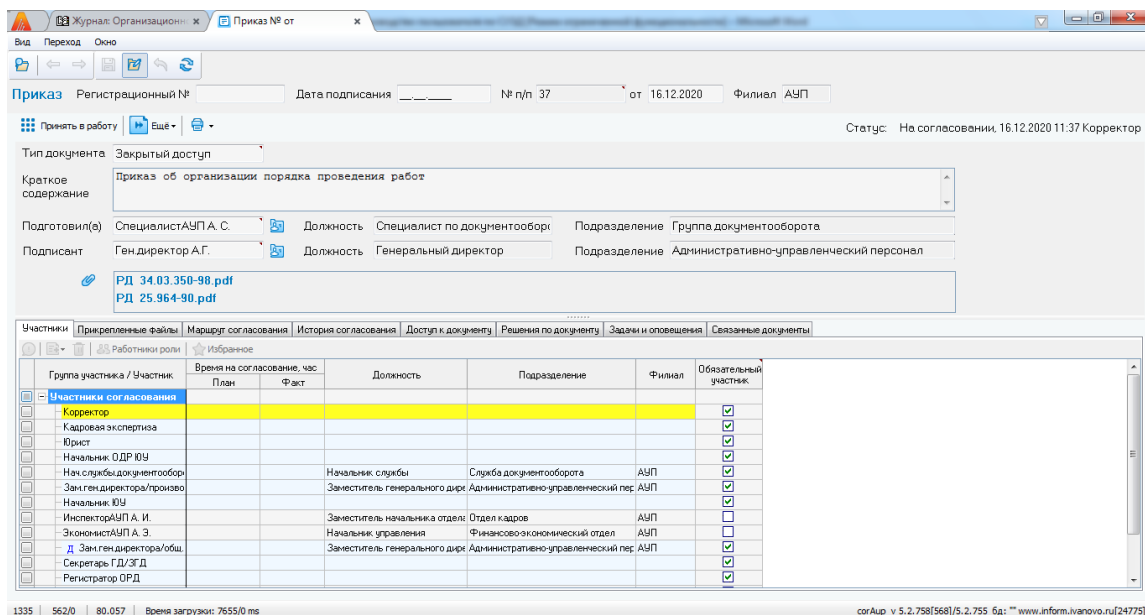 Журнал: Организационн
Приказ № от
Вид Переход Окно
Приказ Регистрационный № Дата подписания __.__.____ № п/п 37 от 16.12.2020 Филиал АУП
Принять в работу Ещё Статус: На согласовании, 16.12.2020 11:37 Корректор
Тип документа Закрытый доступ
Краткое содержание Приказ об организации порядка проведения работ
Подготовил(а) СпециалистАУП А. С. Должность Специалист по документооборо Подразделение Группа документооборота
Подписант Ген.директор А.Г. Должность Генеральный директор Подразделение Административно-управленческий персонал
РД 34.03.350-98.pdf
РД 25.964-90.pdf
Участники Прикрепленные файлы Маршрут согласования История согласования Доступ к документу Решения по документу Задачи и оповещения Связанные документы
Работники роли Избранное
Группа участника / Участник Время на согласование, час Должность Подразделение Филиал Обязательный участник
План Факт
Участники согласования
Корректор
Кадровая экспертиза
Юрист
Начальник ОДР ЮУ
Нач.службы.документообор Начальник службы Служба документооборота АУП
Зам.ген.директора/произво Заместитель генерального дире Административно-управленческий пер АУП
Начальник ЮУ
ИнспекторАУП А. И. Заместитель начальника отдела Отдел кадров АУП
ЭкономистАУП А. Э. Начальник управления Финансово-экономический отдел АУП
Д Зам.ген.директора/общ. Заместитель генерального дире Административно-управленческий пер АУП
Секретарь ГД/ЗГД
Регистратор ОРД
1335 562/0 80.057 Время загрузки: 7655/0 ms corAup v 5.2.758[568]/5.2.755 бд: "" www.inform.ivanovo.ru[24775]